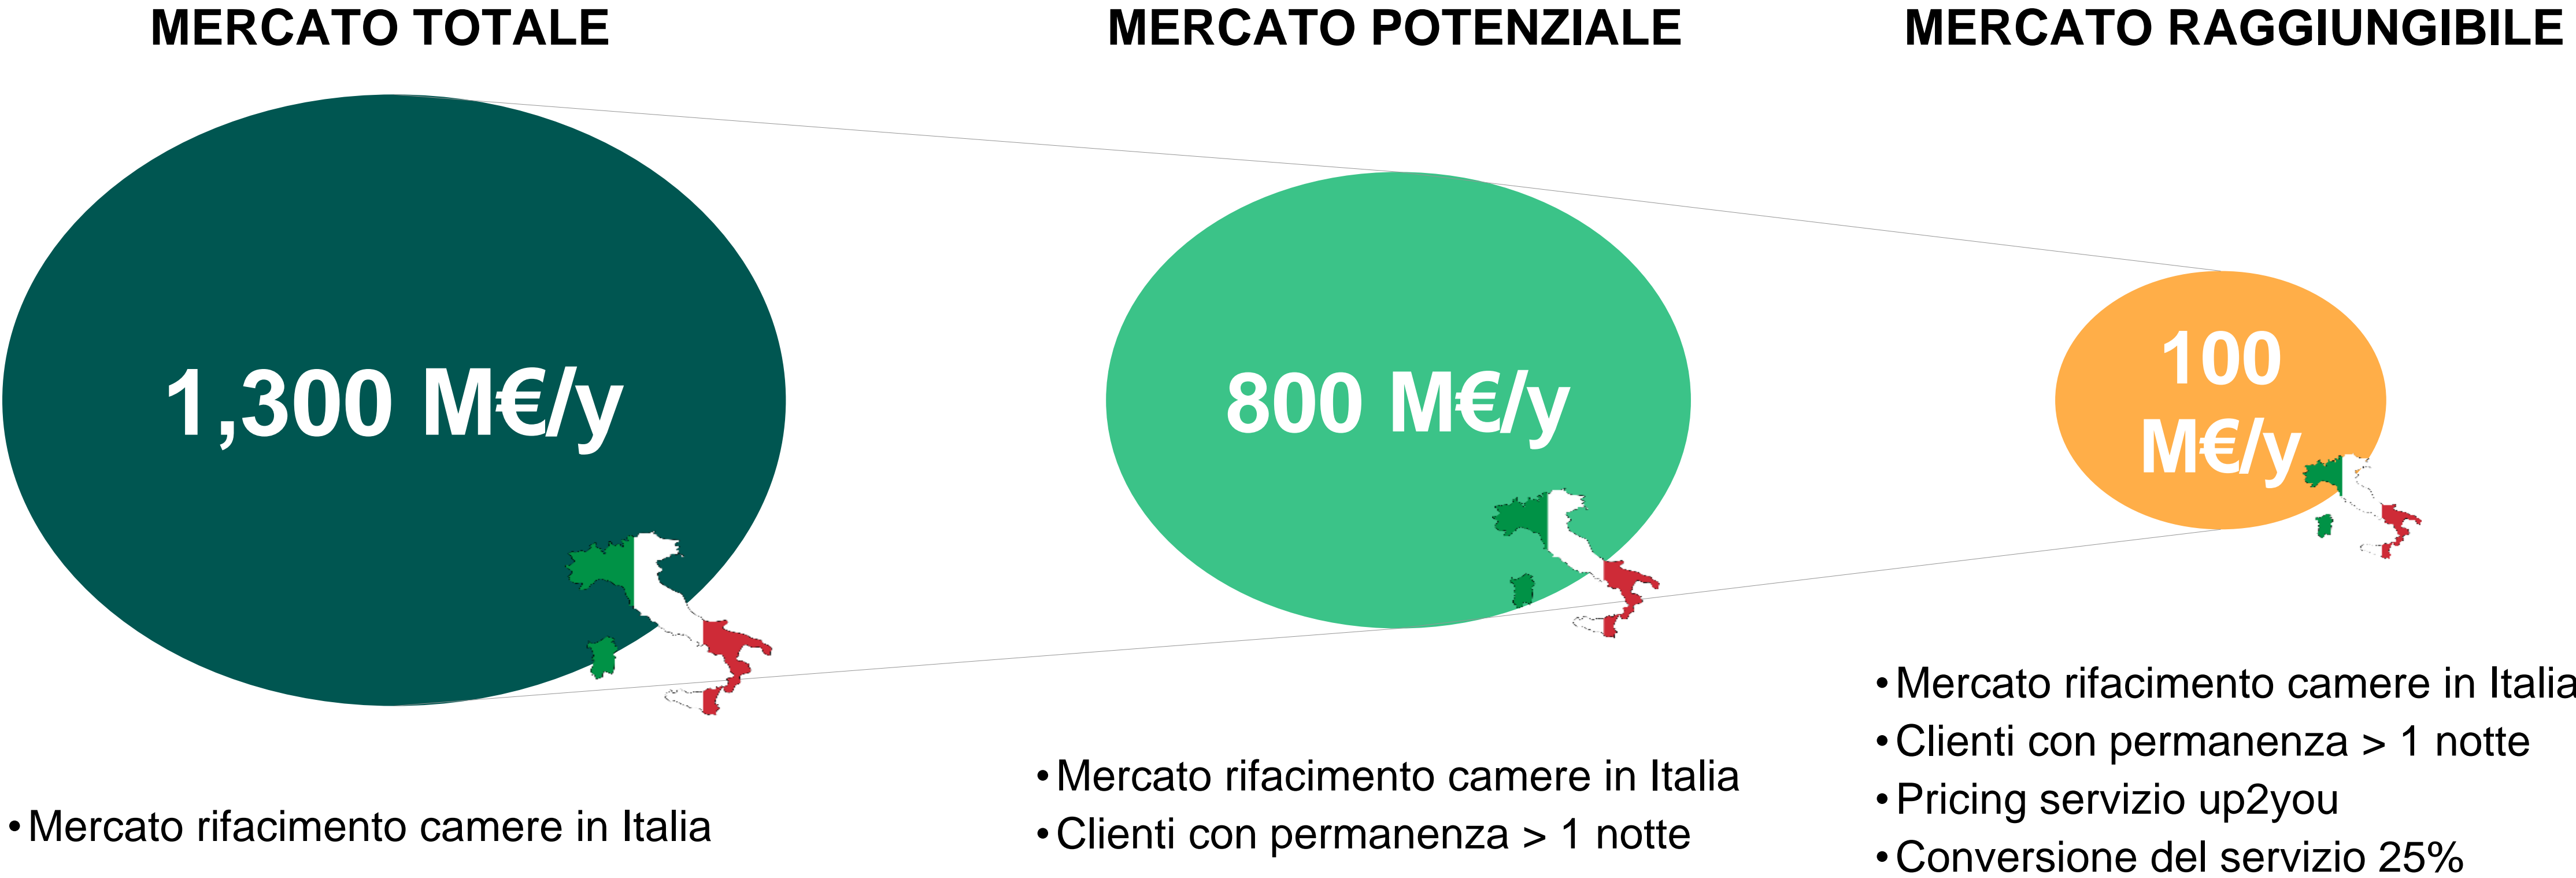 MERCATO TOTALE
MERCATO POTENZIALE
MERCATO RAGGIUNGIBILE
1,300 M€/y
800 M€/y
100
M€/y
•Mercato rifacimento camere in Italia
•Mercato rifacimento camere in Italia
•Clienti con permanenza > 1 notte
•Mercato rifacimento camere in Italia
•Clienti con permanenza > 1 notte
•Pricing servizio up2you
•Conversione del servizio 25%